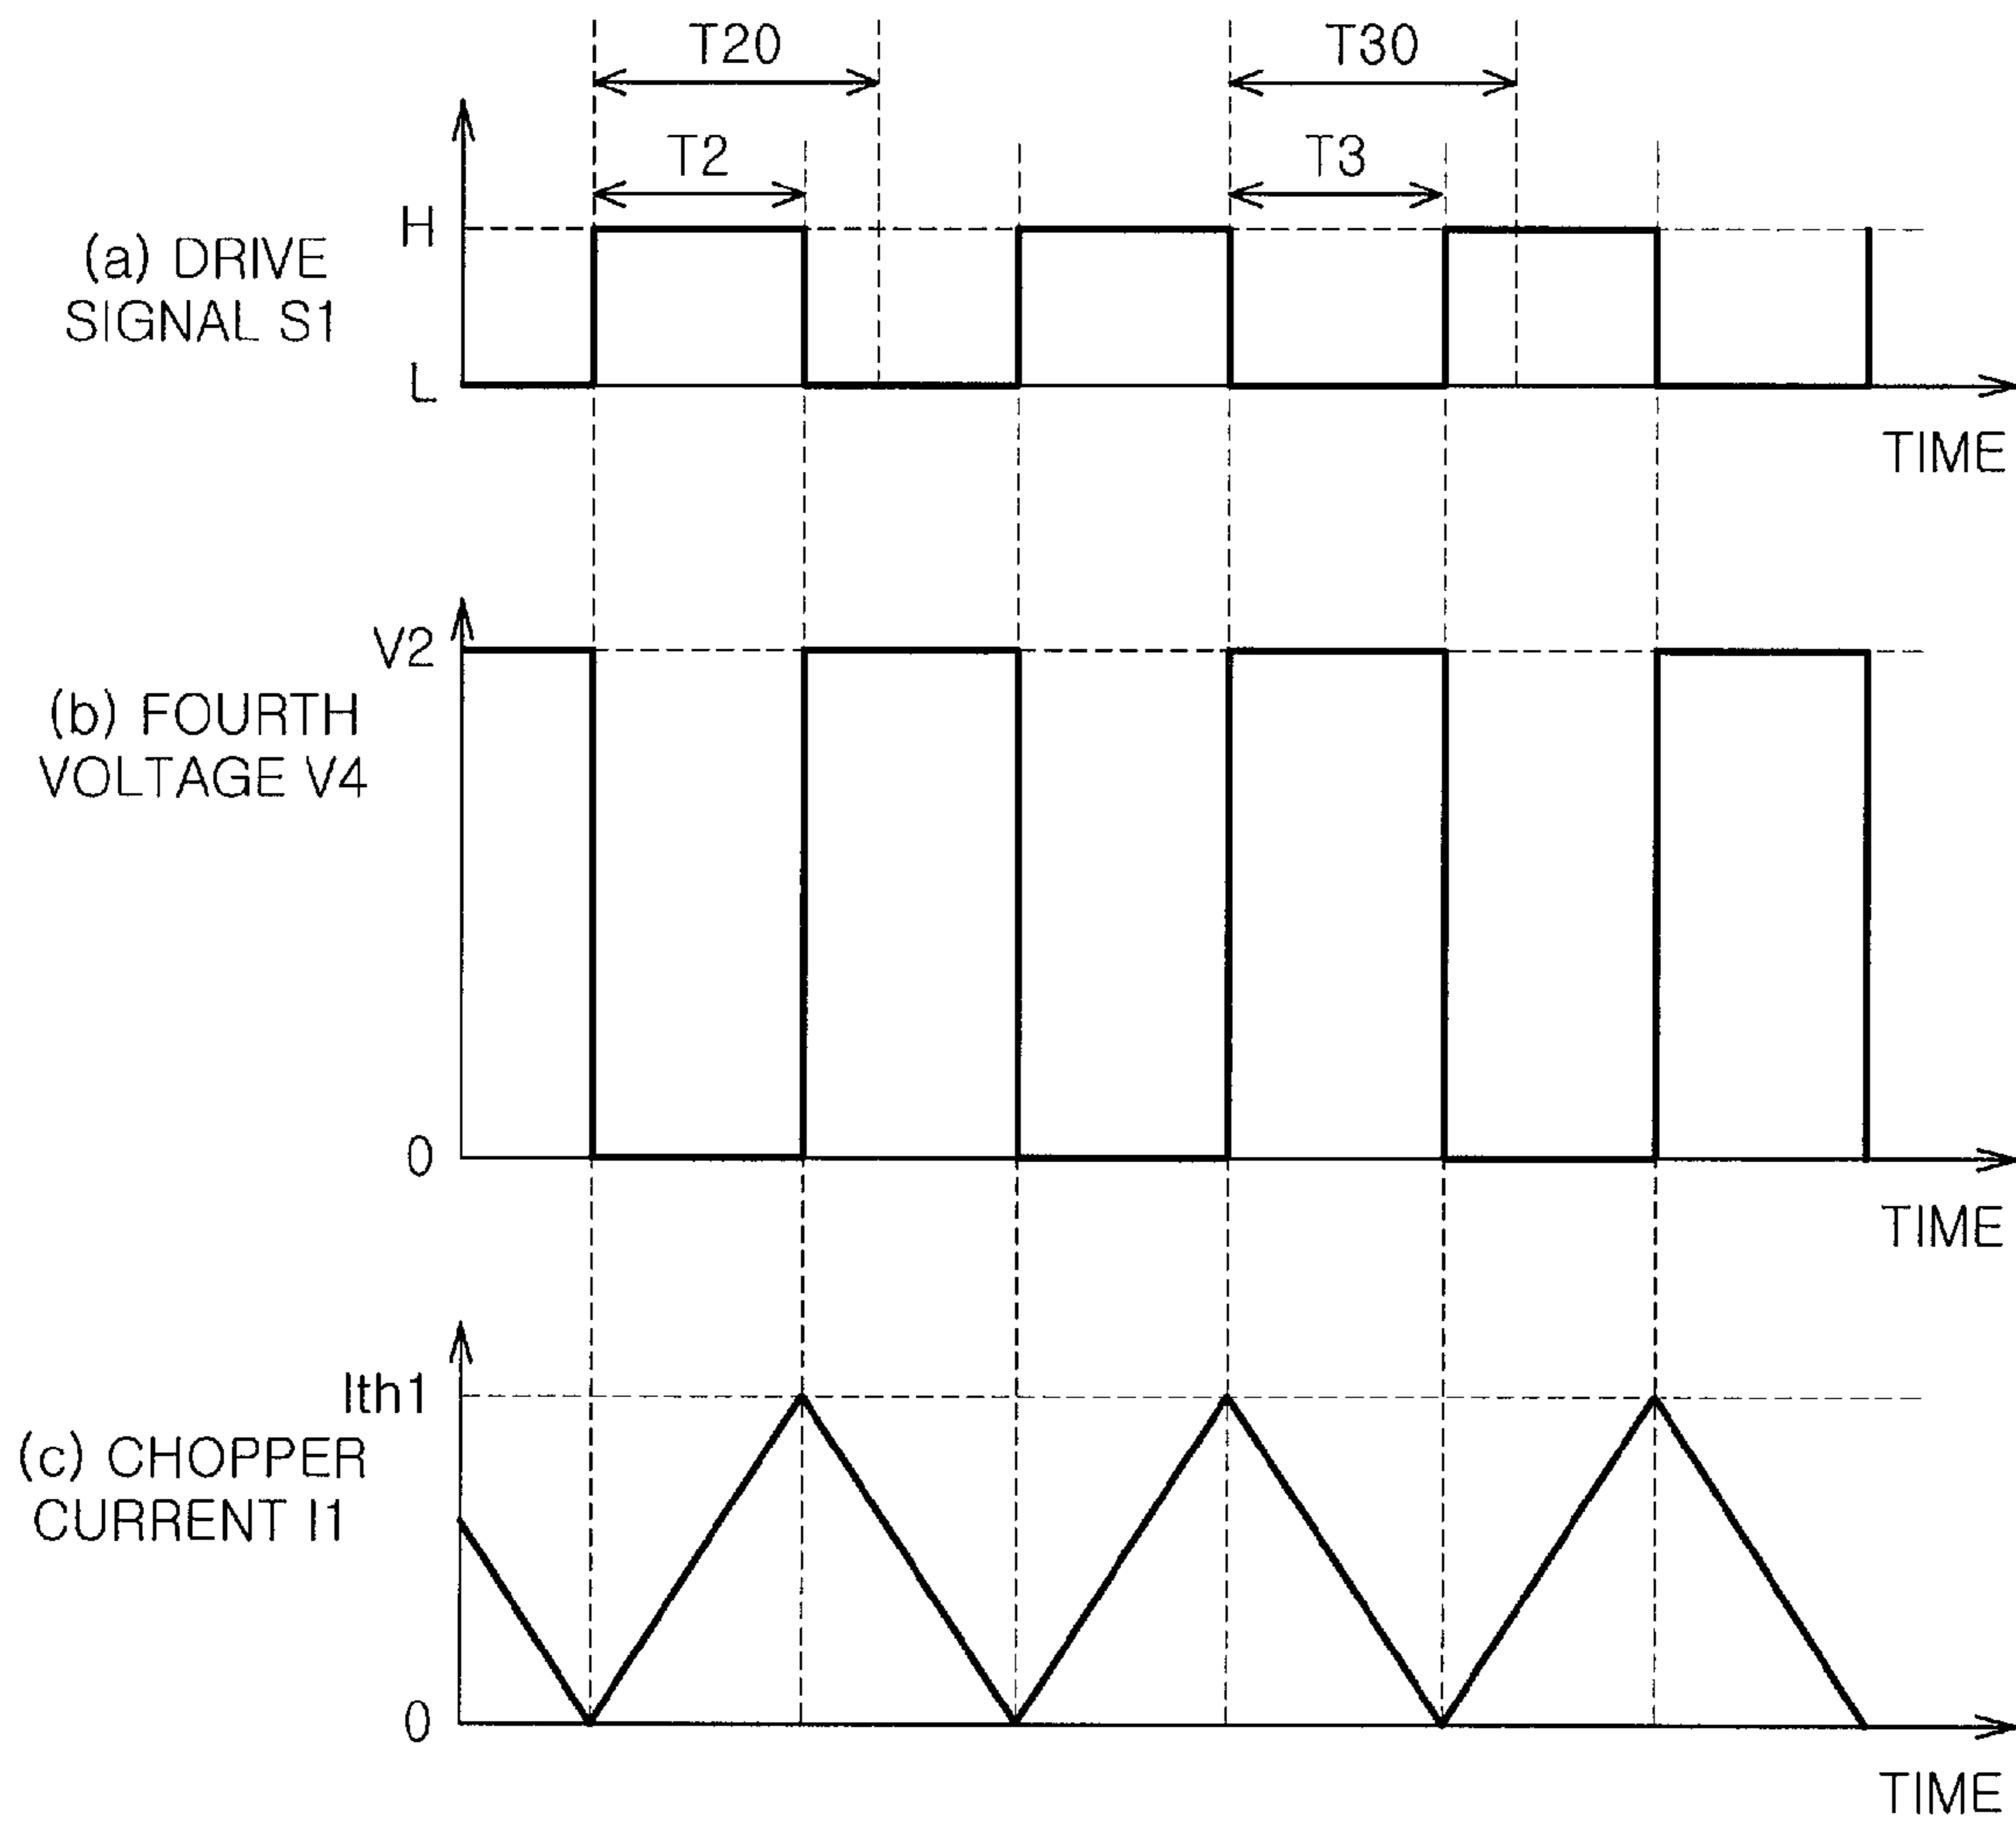 T20
T30
T2
T3
H
(a) DRIVE
SIGNAL S1
L
TIME
V2
(b) FOURTH
VOLTAGE V4
0
TIME
Ith1
(c) CHOPPER
CURRENT I1
0
TIME